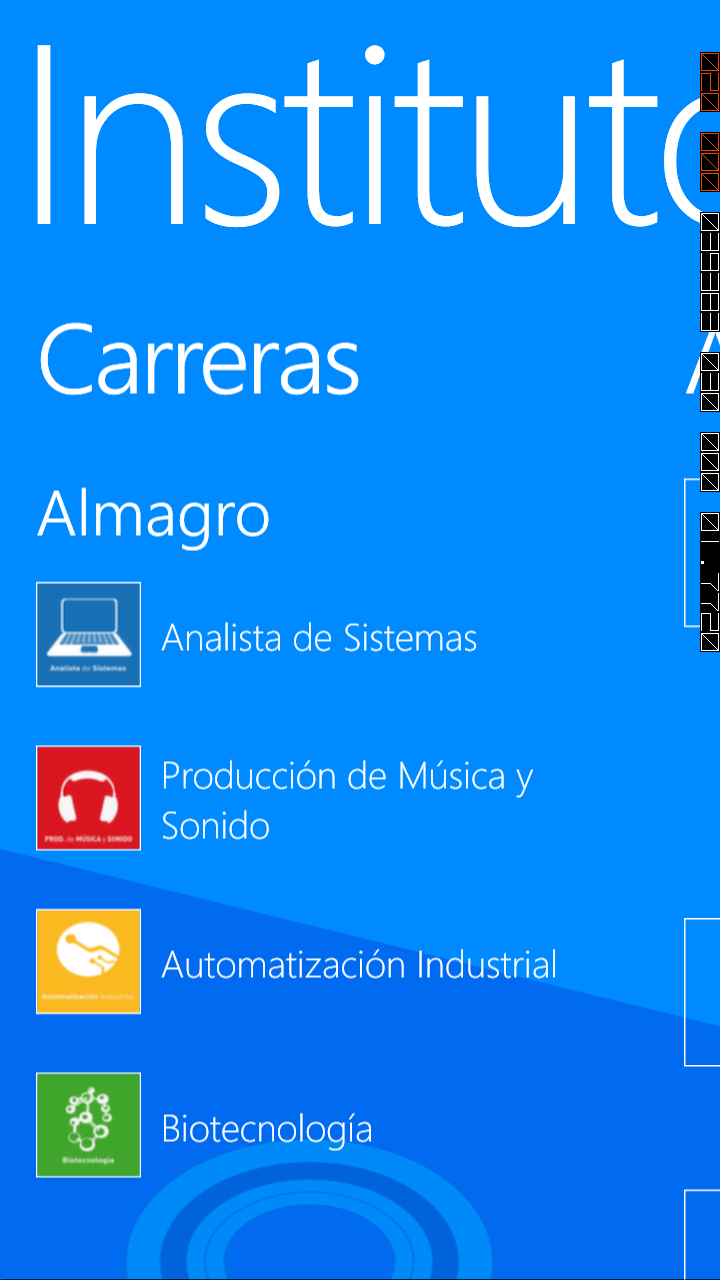 Instituto
Carreras
A
Almagro
Analista de Sistemas
Analista de Sistemas
PROD. de MÚSICA y SONIDO
Producción de Música y
Sonido
Automatización Industrial
Automatización Industrial
Biotecnología
Biotecnología